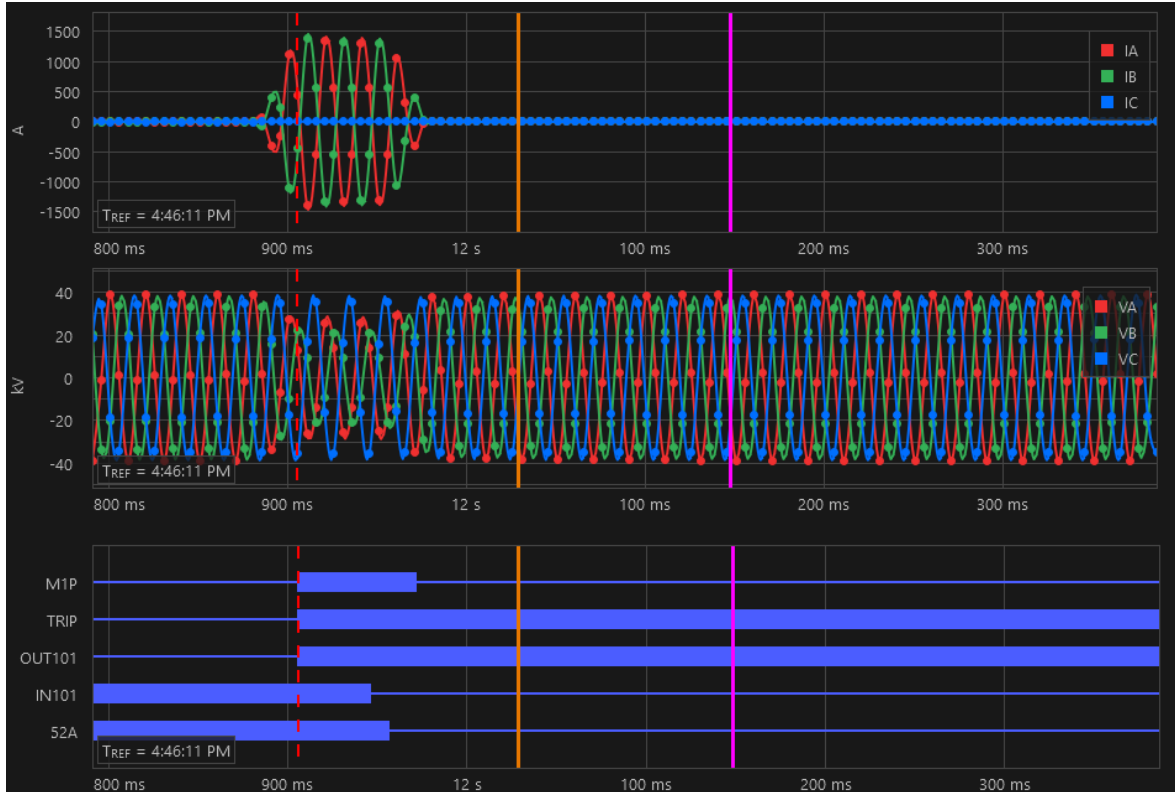 1500
1000
500
0
-500
-1000
-1500
A
IA
IB
IC
TREF = 4:46:11 PM
800 ms
900 ms
12 s
100 ms
200 ms
300 ms
40
20
0
-20
-40
kV
VA
VB
VC
TREF = 4:46:11 PM
800 ms
900 ms
12 s
100 ms
200 ms
300 ms
M1P
TRIP
OUT101
IN101
52A
TREF = 4:46:11 PM
800 ms
900 ms
12 s
100 ms
200 ms
300 ms